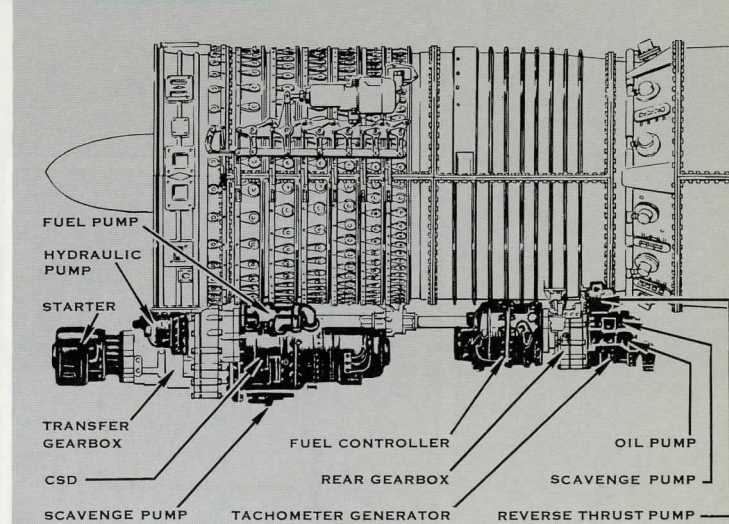 FUEL PUMP
HYDRAULIC
PUMP
STARTER
TRANSFER
GEARBOX
FUEL CONTROLLER
OIL PUMP
CSD
REAR GEARBOX
SCAVENGE PUMP
SCAVENGE PUMP
TACHOMETER GENERATOR
REVERSE THRUST PUMP